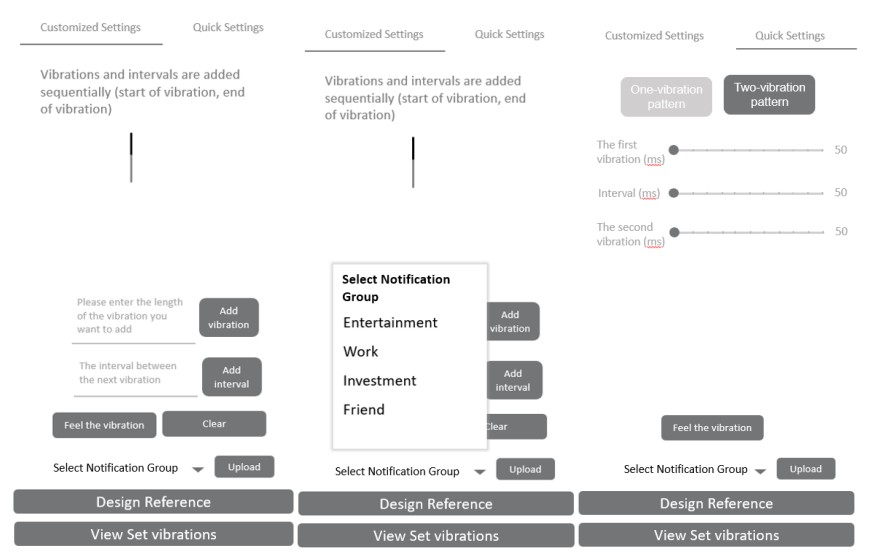 Customized Settings
Quick Settings
Vibrations and intervals are added
sequentially (start of vibration, end
of vibration)
Please enter the length
of the vibration you
want to add
Add
vibration
The interval between
the next vibration
Add
interval
Feel the vibration
Clear
Select Notification Group
Upload
Design Reference
View Set vibrations
Customized Settings
Quick Settings
Vibrations and intervals are added
sequentially (start of vibration, end
of vibration)
Select Notification
Group
Entertainment
Work
Investment
Friend
Add
vibration
Add
interval
Clear
Select Notification Group
Upload
Design Reference
View Set vibrations
Customized Settings
Quick Settings
One-vibration
pattern
Two-vibration
pattern
The first
vibration (ms)
50
Interval (ms)
50
The second
vibration (ms)
50
Feel the vibration
Select Notification Group
Upload
Design Reference
View Set vibrations